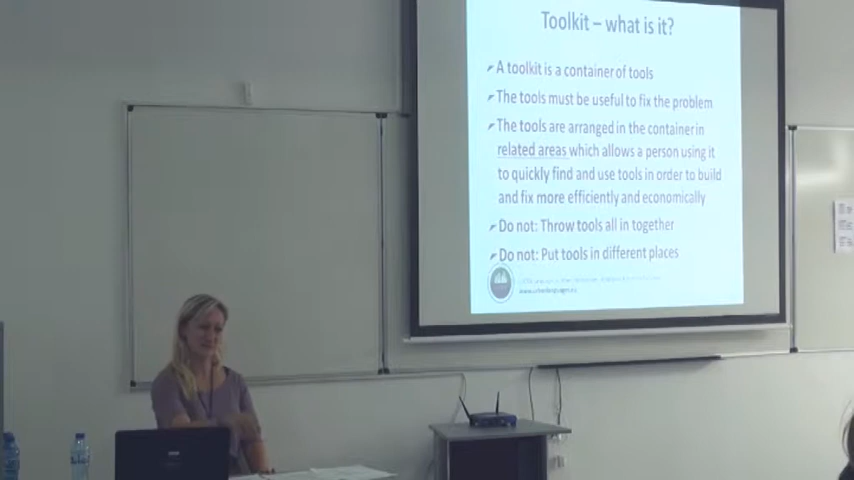 Toolkit – what is it?
A toolkit is a container of tools
The tools must be useful to fix the problem
The tools are arranged in the container in
related areas which allows a person using it
to quickly find and use tools in order to build
and fix more efficiently and economically
Do not: Throw tools all in together
Do not: Put tools in different places